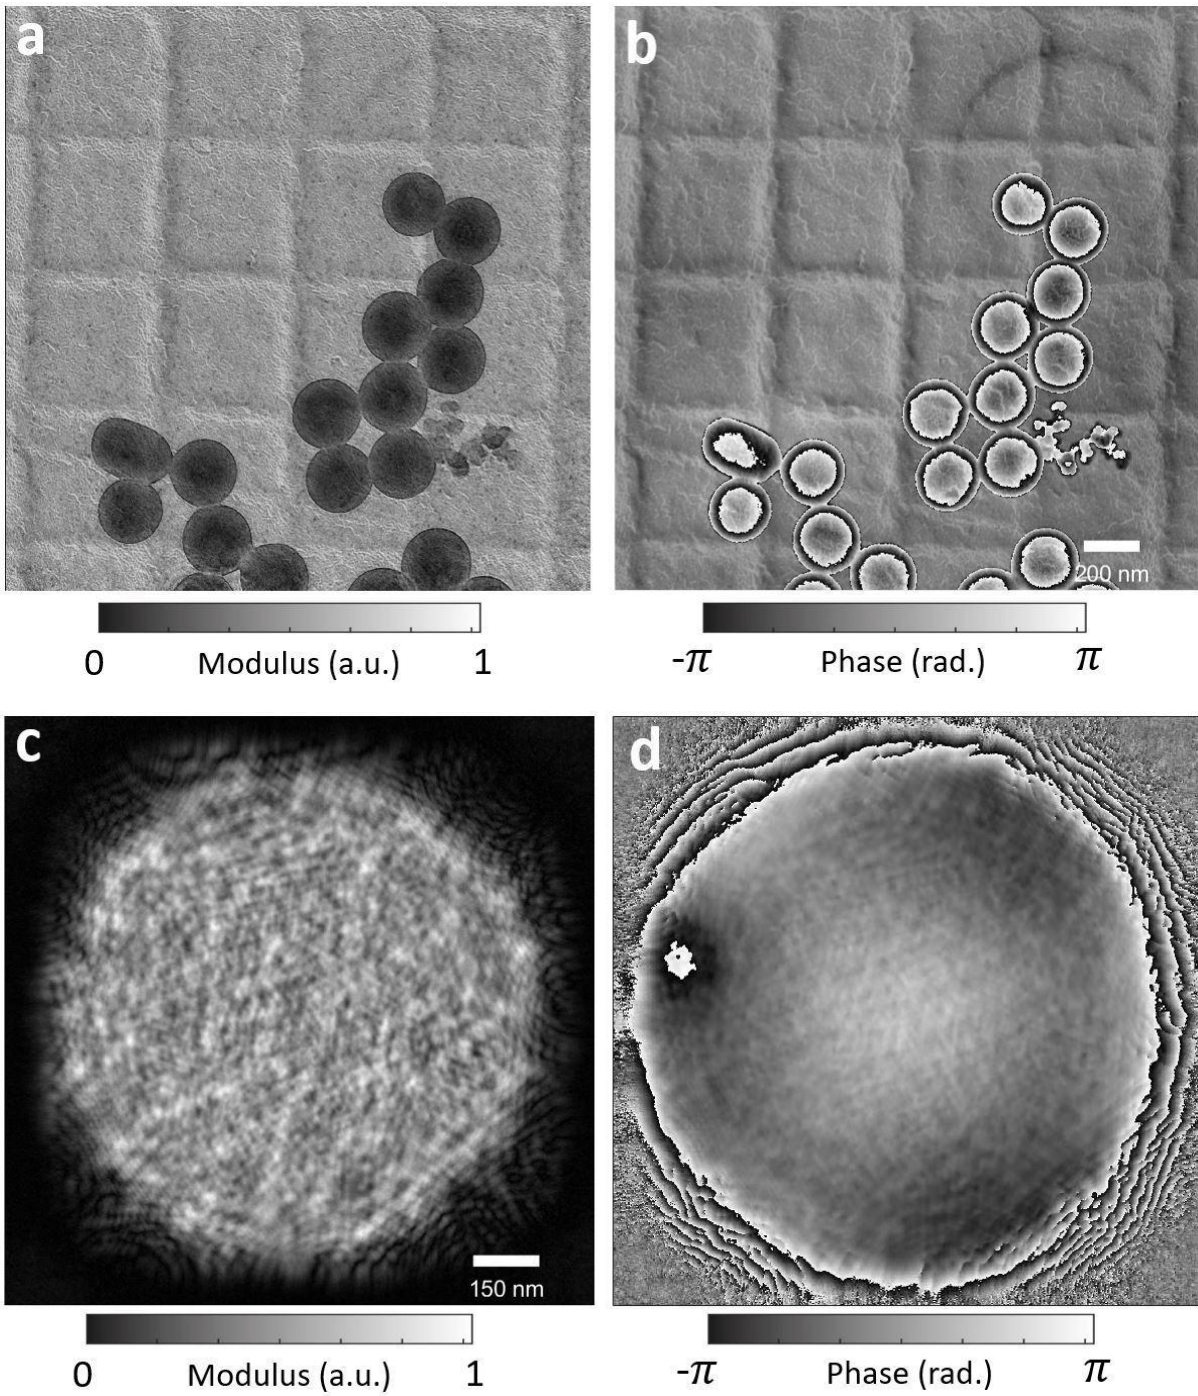 a
b
200 nm
0 Modulus (a.u.) 1
-π Phase (rad.) π
c
d
150 nm
0 Modulus (a.u.) 1
-π Phase (rad.) π